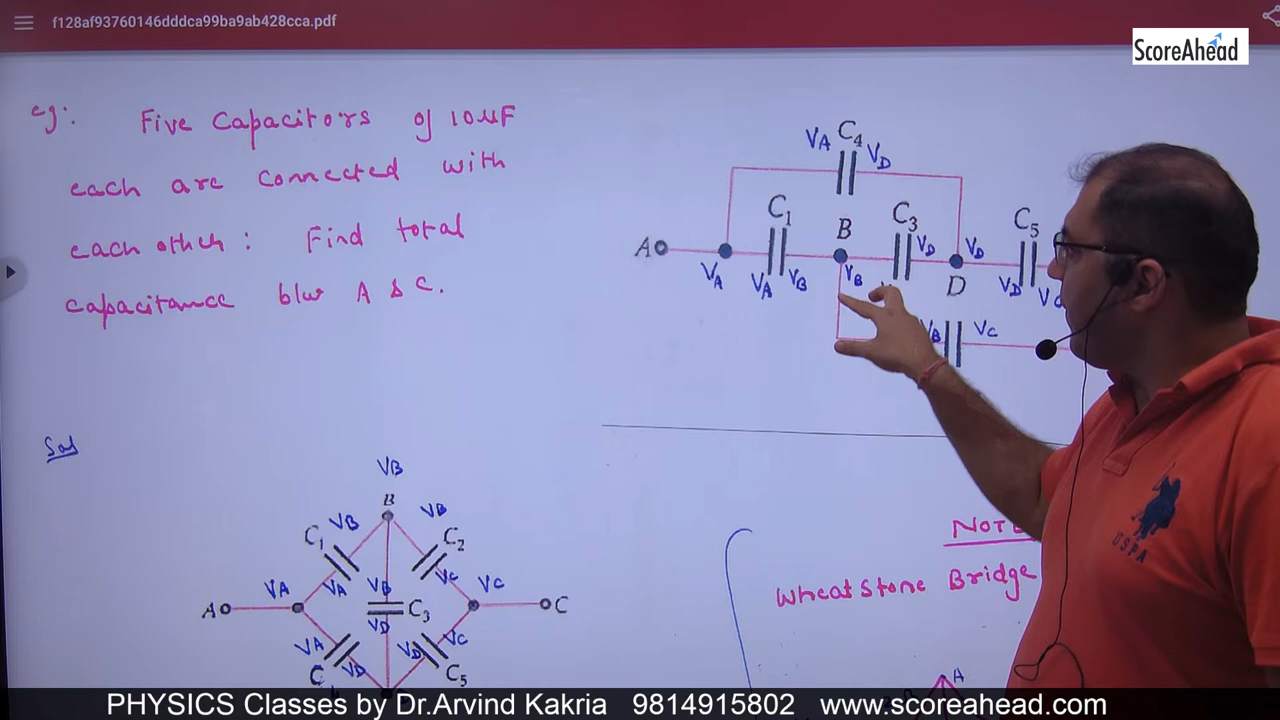 f128af93760146dddca99ba9ab428cca.pdf
ScoreAhead
eg: Five Capacitors of 10µF
each are connected with
each other: Find total
capacitance b/w A & C.
VA C4 VD
C1 B C3 VD VD C5
A VA VA VB VB D VD VC
VB VC
Sol
VB
B
C1 VB VB C2
VA VA VB VC VC
A C3 C
VD
VA VD VD VC
C C5
NOTE
Wheatstone Bridge
A
USPA
PHYSICS Classes by Dr.Arvind Kakria 9814915802 www.scoreahead.com